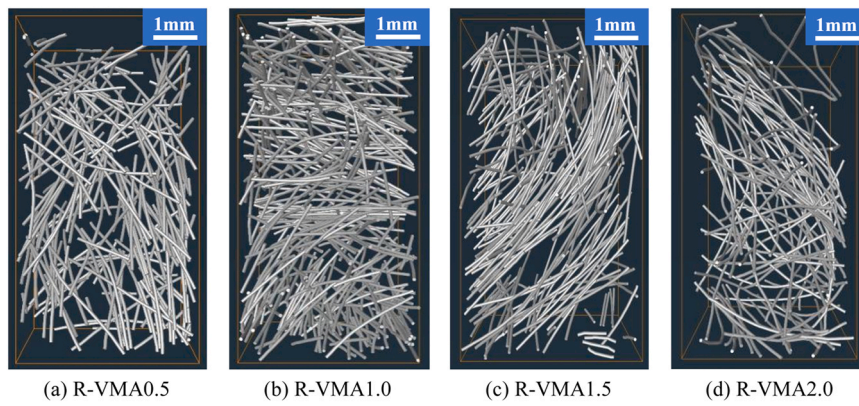 1mm
1mm
1mm
1mm
(a) R-VMA0.5
(b) R-VMA1.0
(c) R-VMA1.5
(d) R-VMA2.0